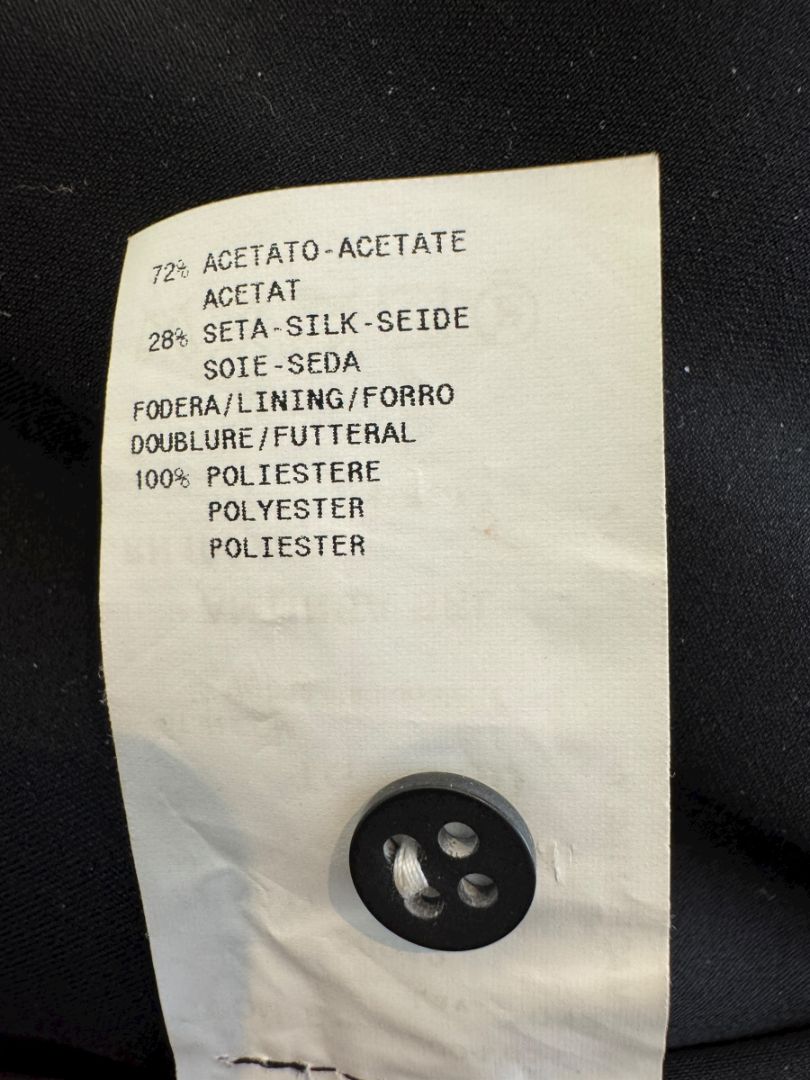 72% ACETATO-ACETATE
ACETAT
28% SETA-SILK-SEIDE
SOIE-SEDA
FODERA/LINING/FORRO
DOUBLURE/FUTTERAL
100% POLIESTERE
POLYESTER
POLIESTER